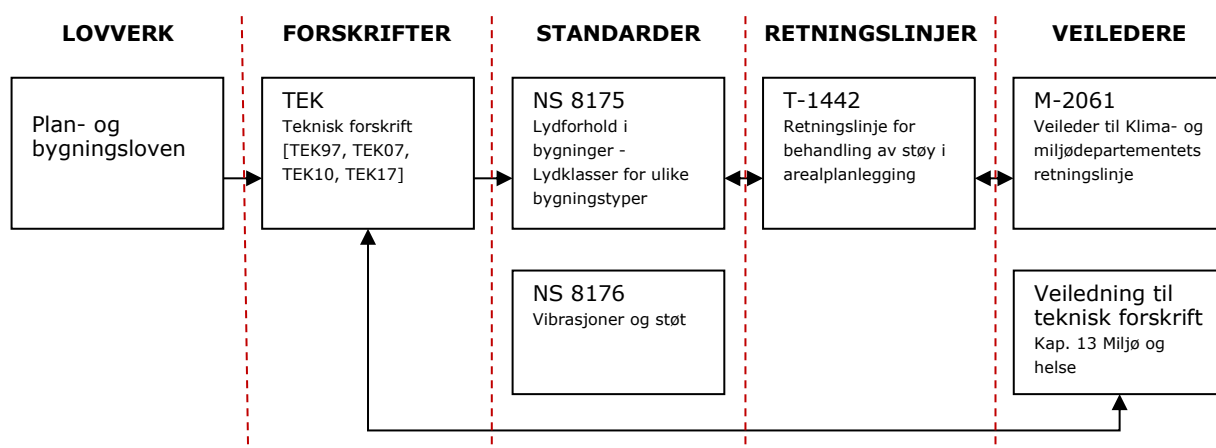 LOVVERK
FORSKRIFTER
STANDARDER
RETNINGSLINJER
VEILEDERE
Plan- og
bygningsloven
TEK
Teknisk forskrift
[TEK97, TEK07,
TEK10, TEK17]
NS 8175
Lydforhold i
bygninger -
Lydklasser for ulike
bygningstyper
T-1442
Retningslinje for
behandling av støy i
arealplanlegging
M-2061
Veileder til Klima- og
miljødepartementets
retningslinje
NS 8176
Vibrasjoner og støt
Veiledning til
teknisk forskrift
Kap. 13 Miljø og
helse